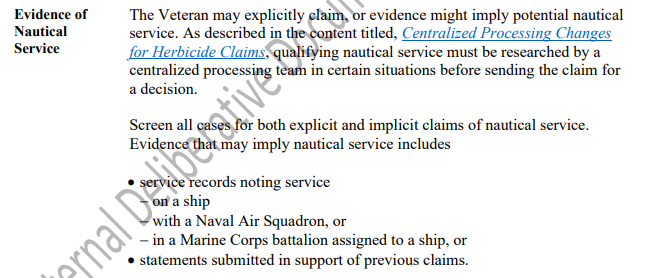 Evidence of
Nautical
Service
The Veteran may explicitly claim, or evidence might imply potential nautical
service. As described in the content titled, Centralized Processing Changes
for Herbicide Claims, qualifying nautical service must be researched by a
centralized processing team in certain situations before sending the claim for
a decision.
Screen all cases for both explicit and implicit claims of nautical service.
Evidence that may imply nautical service includes
• service records noting service
– on a ship
– with a Naval Air Squadron, or
– in a Marine Corps battalion assigned to a ship, or
• statements submitted in support of previous claims.
ernal Deliberative Docu